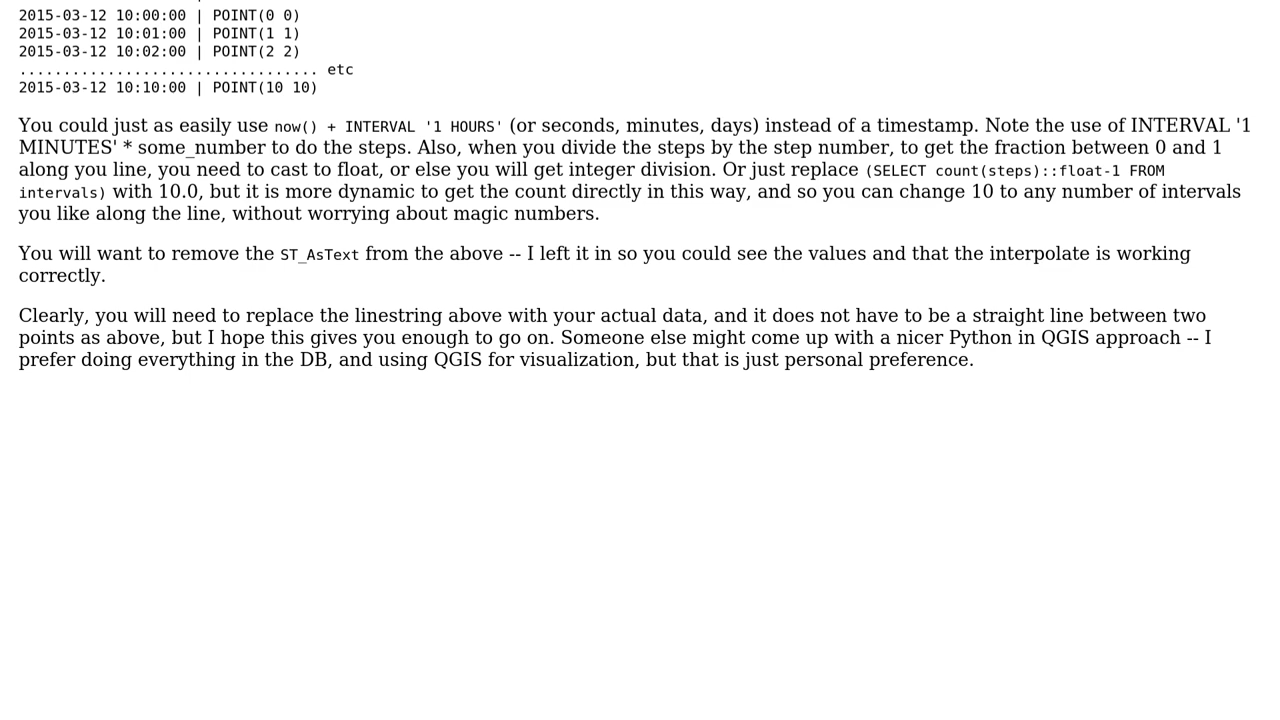 2015-03-12 10:00:00 | POINT(0 0)
2015-03-12 10:01:00 | POINT(1 1)
2015-03-12 10:02:00 | POINT(2 2)
.................................. etc
2015-03-12 10:10:00 | POINT(10 10)
You could just as easily use now() + INTERVAL '1 HOURS' (or seconds, minutes, days) instead of a timestamp. Note the use of INTERVAL '1
MINUTES' * some_number to do the steps. Also, when you divide the steps by the step number, to get the fraction between 0 and 1
along you line, you need to cast to float, or else you will get integer division. Or just replace (SELECT count(steps)::float-1 FROM
intervals) with 10.0, but it is more dynamic to get the count directly in this way, and so you can change 10 to any number of intervals
you like along the line, without worrying about magic numbers.
You will want to remove the ST_AsText from the above -- I left it in so you could see the values and that the interpolate is working
correctly.
Clearly, you will need to replace the linestring above with your actual data, and it does not have to be a straight line between two
points as above, but I hope this gives you enough to go on. Someone else might come up with a nicer Python in QGIS approach -- I
prefer doing everything in the DB, and using QGIS for visualization, but that is just personal preference.